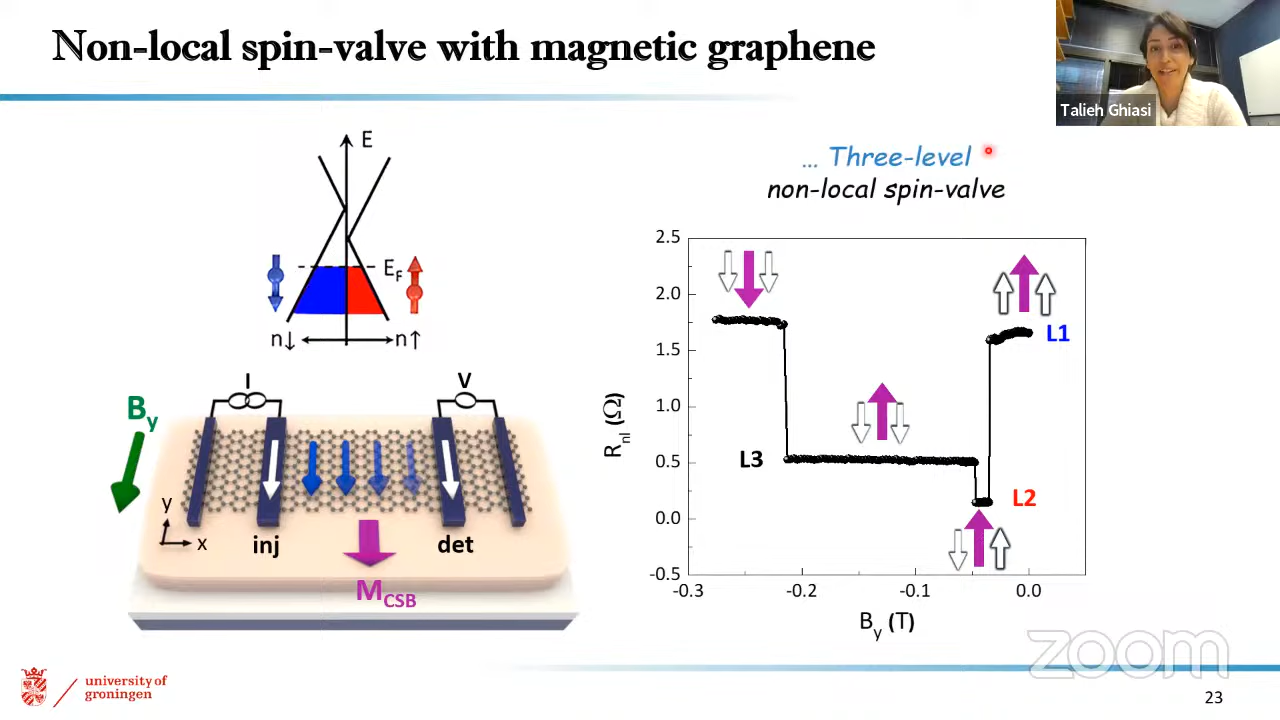 Non-local spin-valve with magnetic graphene
Talieh Ghiasi
... Three-level
non-local spin-valve
E
E_F
n↓
n↑
I
V
B_y
y
x
inj
det
M_CSB
2.5
2.0
1.5
1.0
0.5
0.0
-0.5
R_nl (Ω)
L1
L3
L2
-0.3
-0.2
-0.1
0.0
B_y (T)
zoom
university of
groningen
23